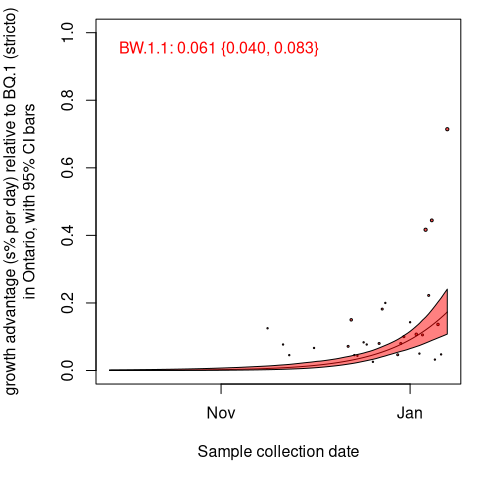 growth advantage (s% per day) relative to BQ.1 (stricto)
in Ontario, with 95% CI bars
1.0
0.8
0.6
0.4
0.2
0.0
BW.1.1: 0.061 {0.040, 0.083}
Nov
Jan
Sample collection date